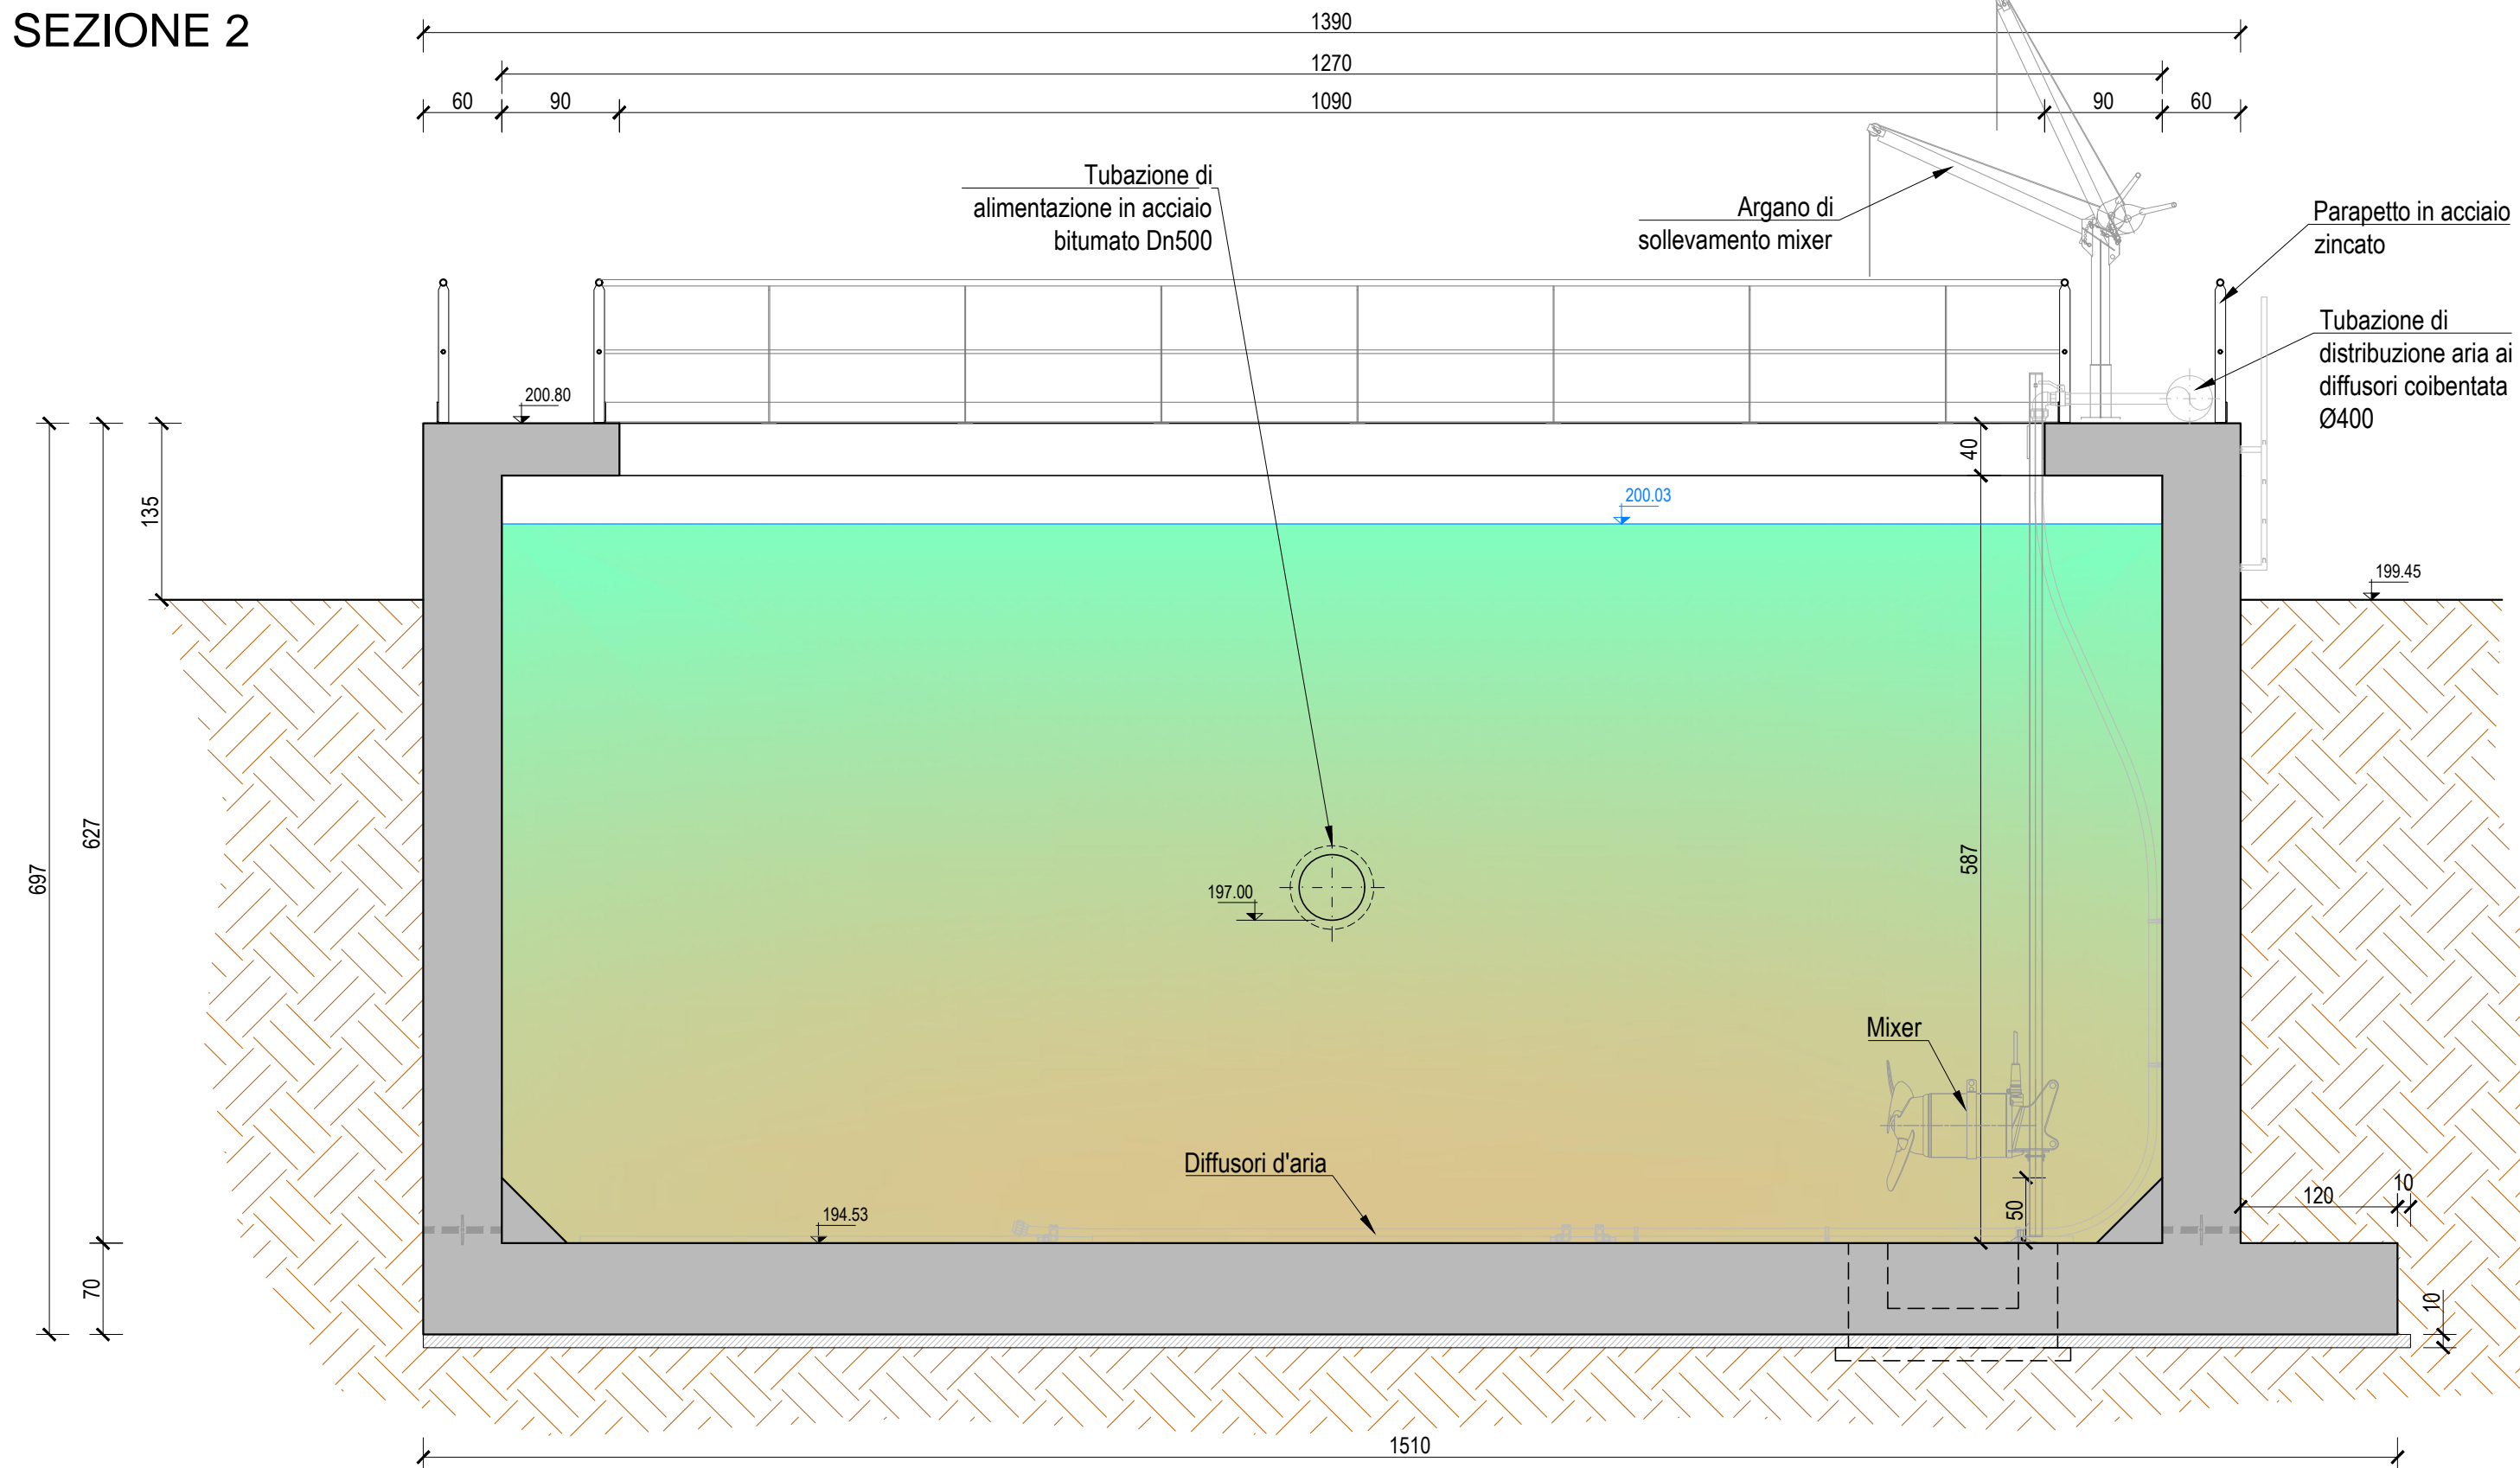 SEZIONE 2
1390
1270
60
90
1090
90
60
Tubazione di
alimentazione in acciaio
bitumato Dn500
Argano di
sollevamento mixer
Parapetto in acciaio
zincato
Tubazione di
distribuzione aria ai
diffusori coibentata
Ø400
200.80
40
200.03
135
199.45
627
697
587
197.00
Mixer
Diffusori d'aria
194.53
50
120
10
70
10
1510